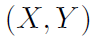 (X, Y)